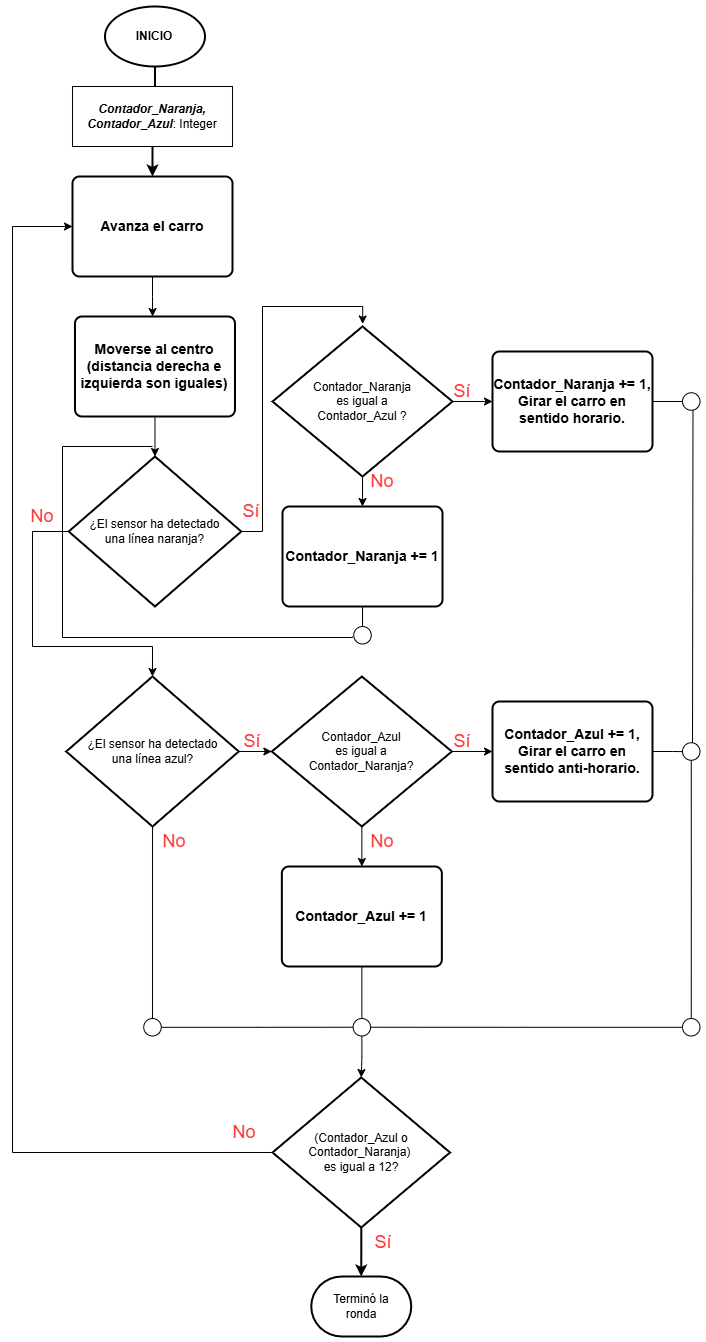 INICIO
Contador_Naranja,
Contador_Azul: Integer
Avanza el carro
Moverse al centro
(distancia derecha e
izquierda son iguales)
¿El sensor ha detectado
una línea naranja?
No
Sí
Contador_Naranja
es igual a
Contador_Azul ?
Sí
No
Contador_Naranja += 1,
Girar el carro en
sentido horario.
Contador_Naranja += 1
¿El sensor ha detectado
una línea azul?
Sí
No
Contador_Azul
es igual a
Contador_Naranja?
Sí
No
Contador_Azul += 1,
Girar el carro en
sentido anti-horario.
Contador_Azul += 1
(Contador_Azul o
Contador_Naranja)
es igual a 12?
No
Sí
Terminó la
ronda